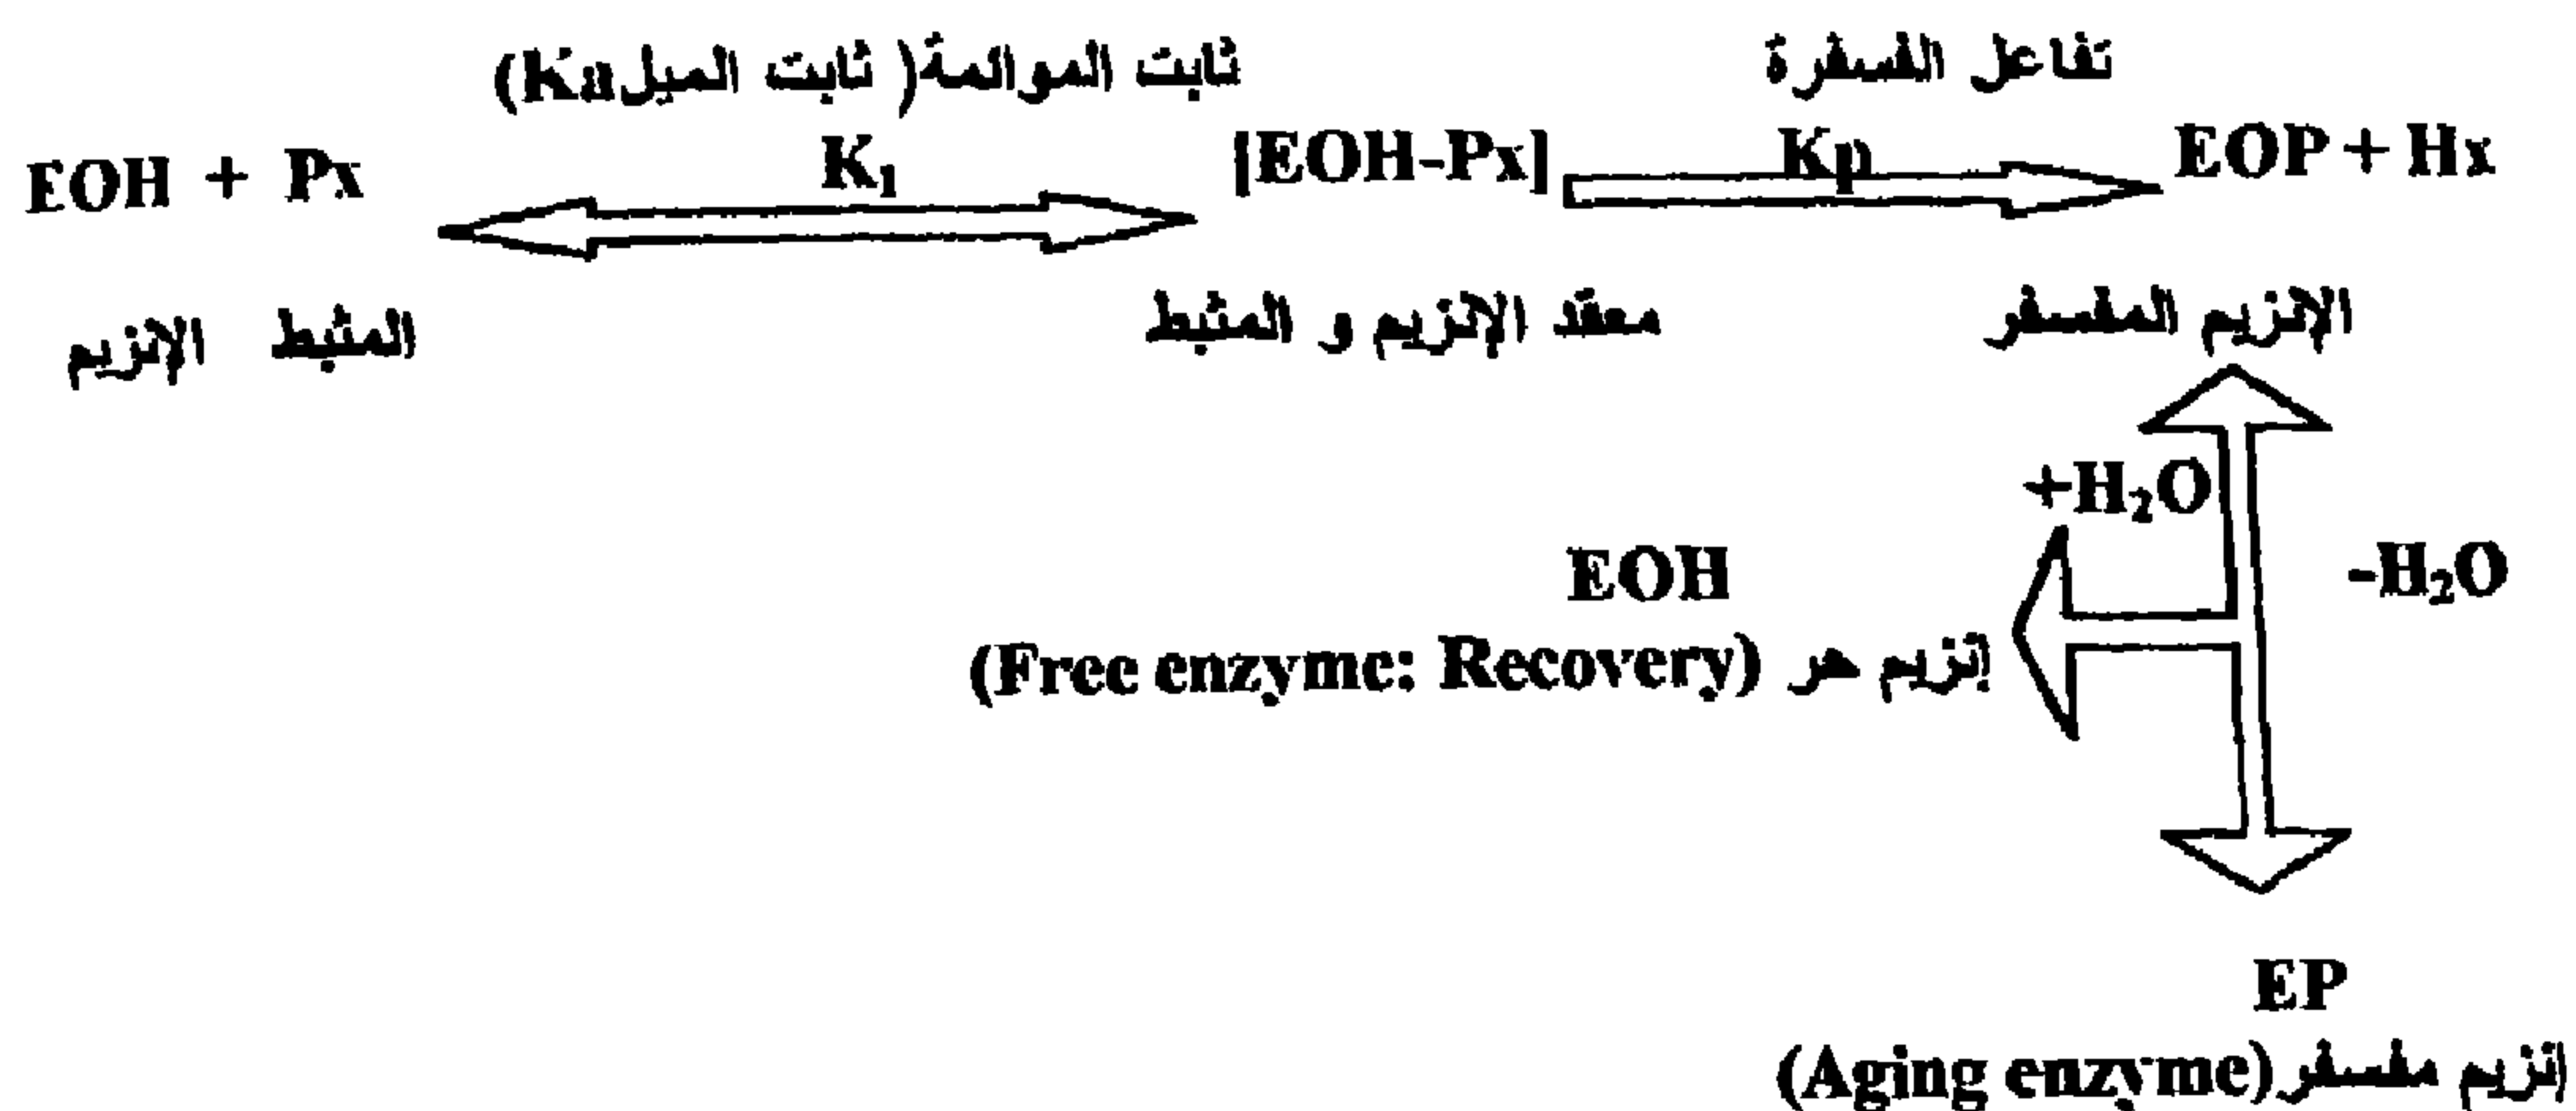 ثابت الموائمة( ثابت الميلKa) تفاعل الفسفرة
EOH + Px K₁ [EOH-Px] Kp EOP + Hx
الإنزيم المثبط معقد الإنزيم و المثبط الإنزيم المفسفر
+H₂O
EOH -H₂O
(Free enzyme: Recovery) إنزيم حر
EP
إنزيم مفسفر(Aging enzyme)